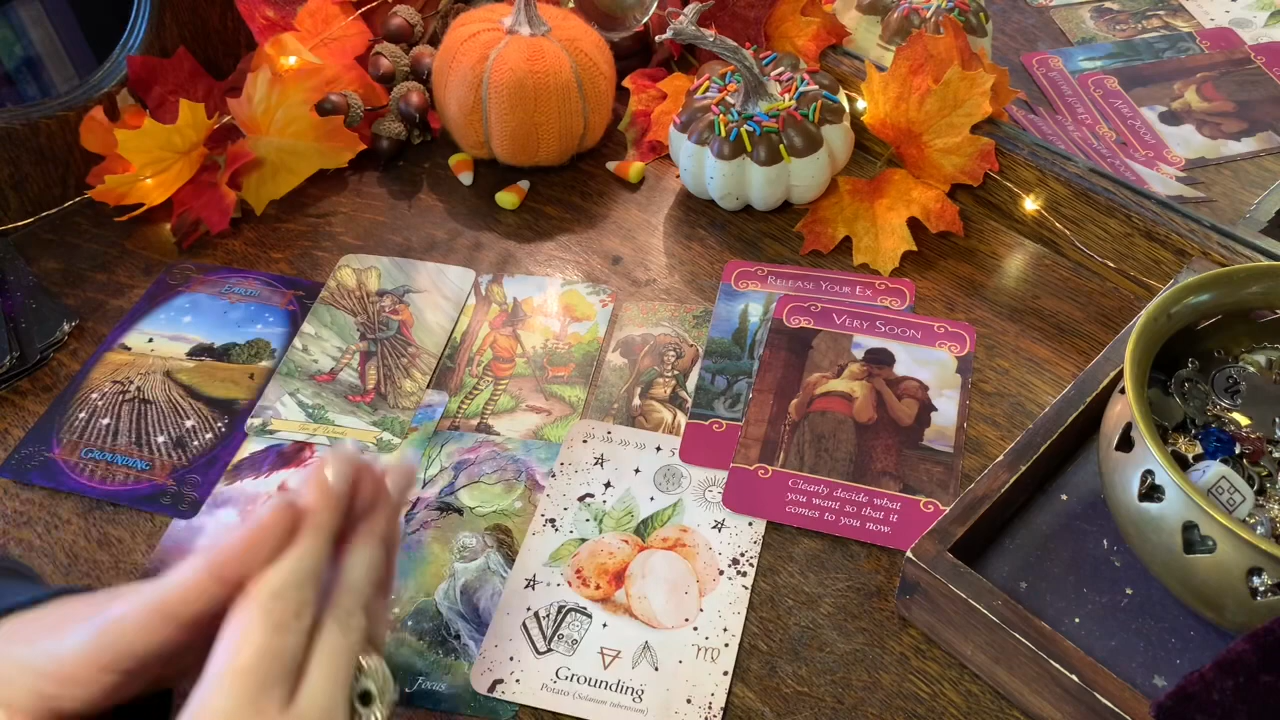 EARTH
GROUNDING
Ten of Wands
RELEASE YOUR EX
VERY SOON
Clearly decide what
you want so that it
comes to you now.
Focus
5
Grounding
Potato (Solanum tuberosum)